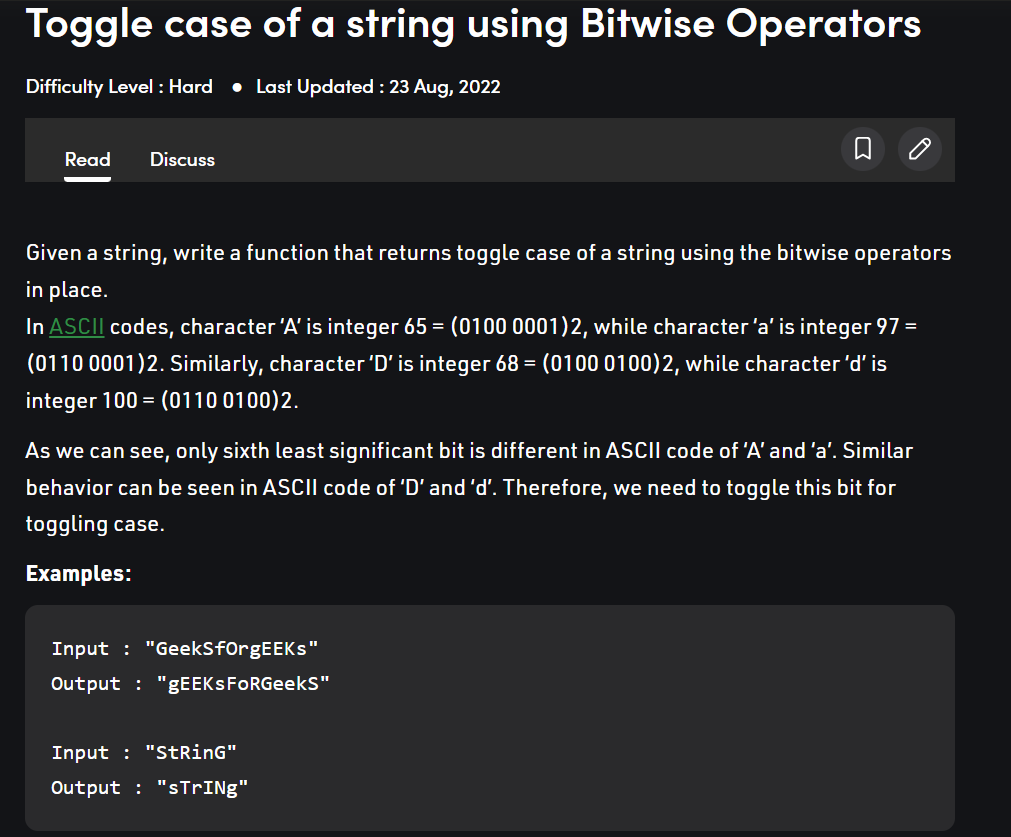 Toggle case of a string using Bitwise Operators
Difficulty Level : Hard ● Last Updated : 23 Aug, 2022
Read Discuss
Given a string, write a function that returns toggle case of a string using the bitwise operators
in place.
In ASCII codes, character ‘A’ is integer 65 = (0100 0001)2, while character ‘a’ is integer 97 =
(0110 0001)2. Similarly, character ‘D’ is integer 68 = (0100 0100)2, while character ‘d’ is
integer 100 = (0110 0100)2.
As we can see, only sixth least significant bit is different in ASCII code of ‘A’ and ‘a’. Similar
behavior can be seen in ASCII code of ‘D’ and ‘d’. Therefore, we need to toggle this bit for
toggling case.
Examples:
Input : "GeekSfOrgEEKs"
Output : "gEEKsFoRGeekS"
Input : "StRinG"
Output : "sTrINg"